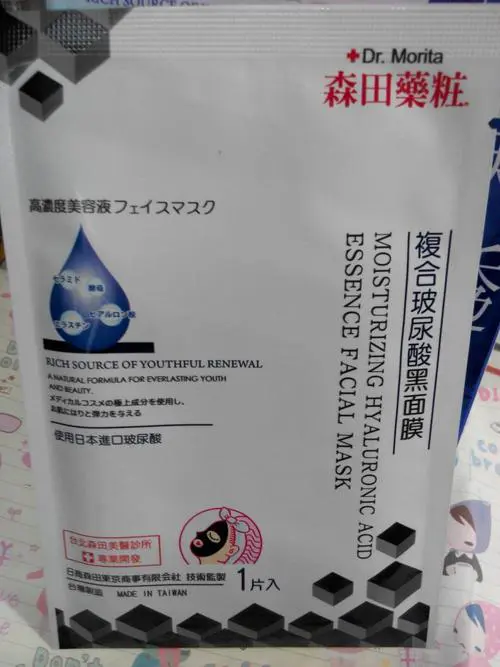 RICH SOURCE OF
Dr. Morita
森田藥粧
高濃度美容液フェイスマスク
セラミド
酵母
ヒアルロン酸
エラスチン
RICH SOURCE OF YOUTHFUL RENEWAL
A NATURAL FORMULA FOR EVERLASTING YOUTH
AND BEAUTY.
メディカルコスメの極上成分を使用し、
お肌にはりと弾力を与える
使用日本進口玻尿酸
複合玻尿酸黑面膜
MOISTURIZING HYALURONIC ACID
ESSENCE FACIAL MASK
台北森田美醫診所
專業開發
日商森田東京商事有限会社 技術監製
台灣製造 MADE IN TAIWAN
1片入